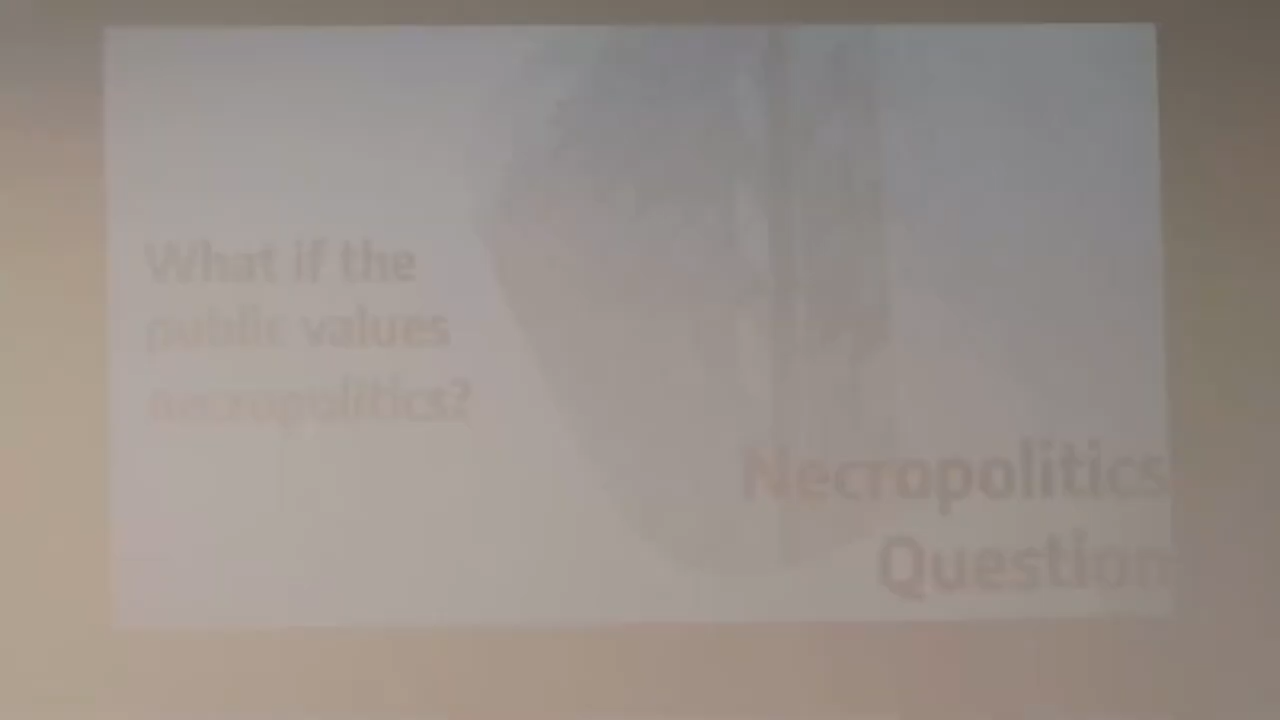 What if the
public values
necropolitics?
Necropolitics
Question